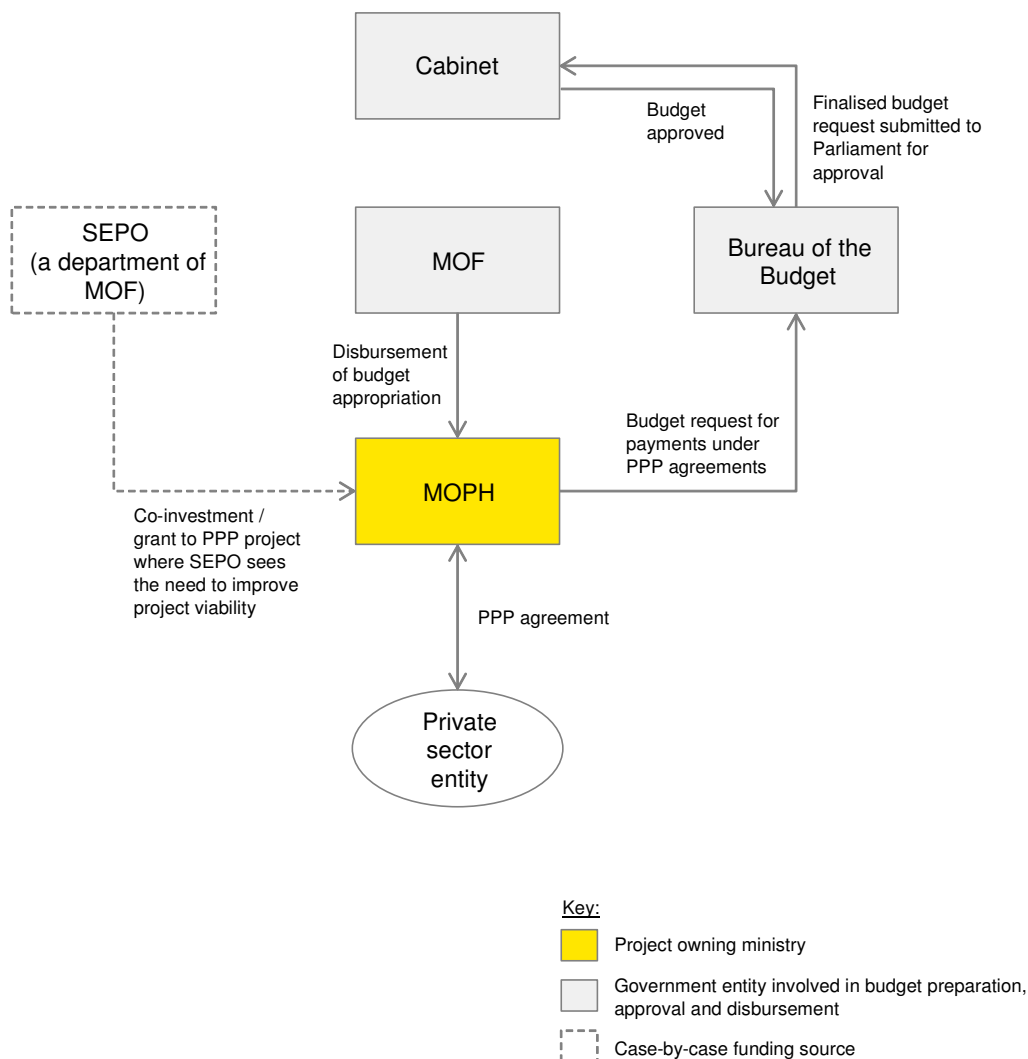 Cabinet
Budget
approved
Finalised budget
request submitted to
Parliament for
approval
SEPO
(a department of
MOF)
MOF
Bureau of the
Budget
Disbursement
of budget
appropriation
Budget request for
payments under
PPP agreements
MOPH
Co-investment /
grant to PPP project
where SEPO sees
the need to improve
project viability
PPP agreement
Private
sector
entity
Key:
Project owning ministry
Government entity involved in budget preparation,
approval and disbursement
Case-by-case funding source